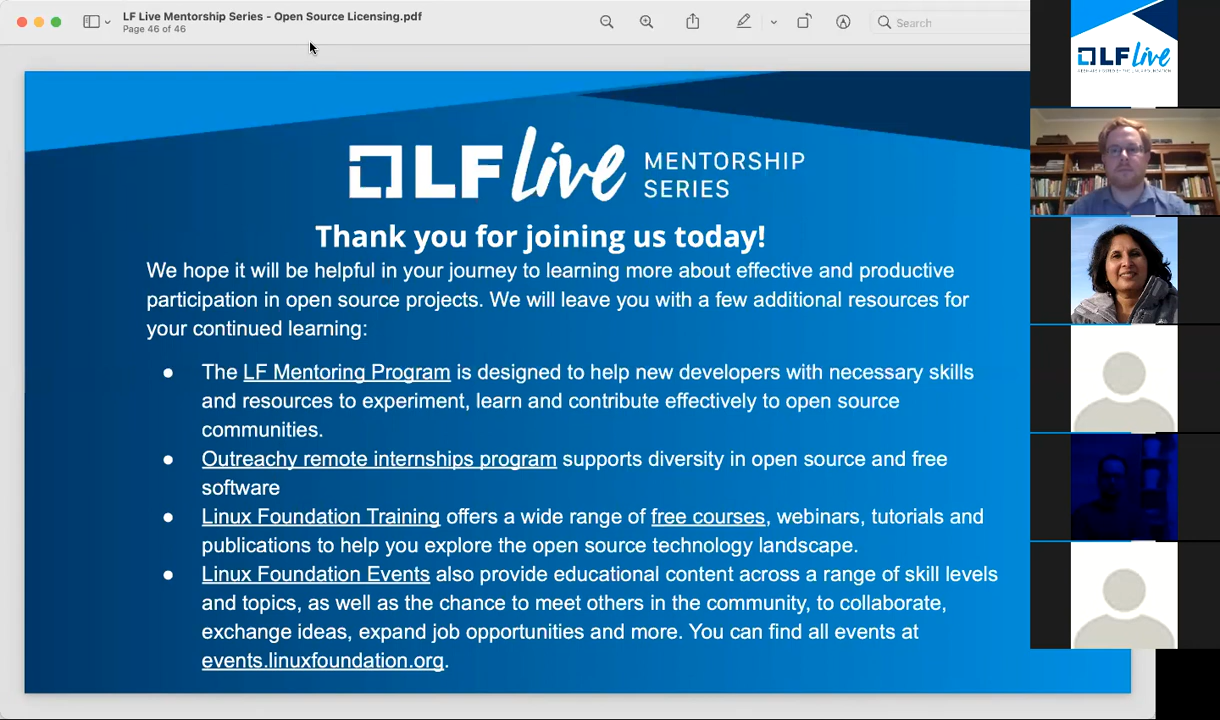 LF Live Mentorship Series - Open Source Licensing.pdf
Page 46 of 46
Search
LF Live
LF Live MENTORSHIP
SERIES
Thank you for joining us today!
We hope it will be helpful in your journey to learning more about effective and productive
participation in open source projects. We will leave you with a few additional resources for
your continued learning:
● The LF Mentoring Program is designed to help new developers with necessary skills
and resources to experiment, learn and contribute effectively to open source
communities.
● Outreachy remote internships program supports diversity in open source and free
software
● Linux Foundation Training offers a wide range of free courses, webinars, tutorials and
publications to help you explore the open source technology landscape.
● Linux Foundation Events also provide educational content across a range of skill levels
and topics, as well as the chance to meet others in the community, to collaborate,
exchange ideas, expand job opportunities and more. You can find all events at
events.linuxfoundation.org.